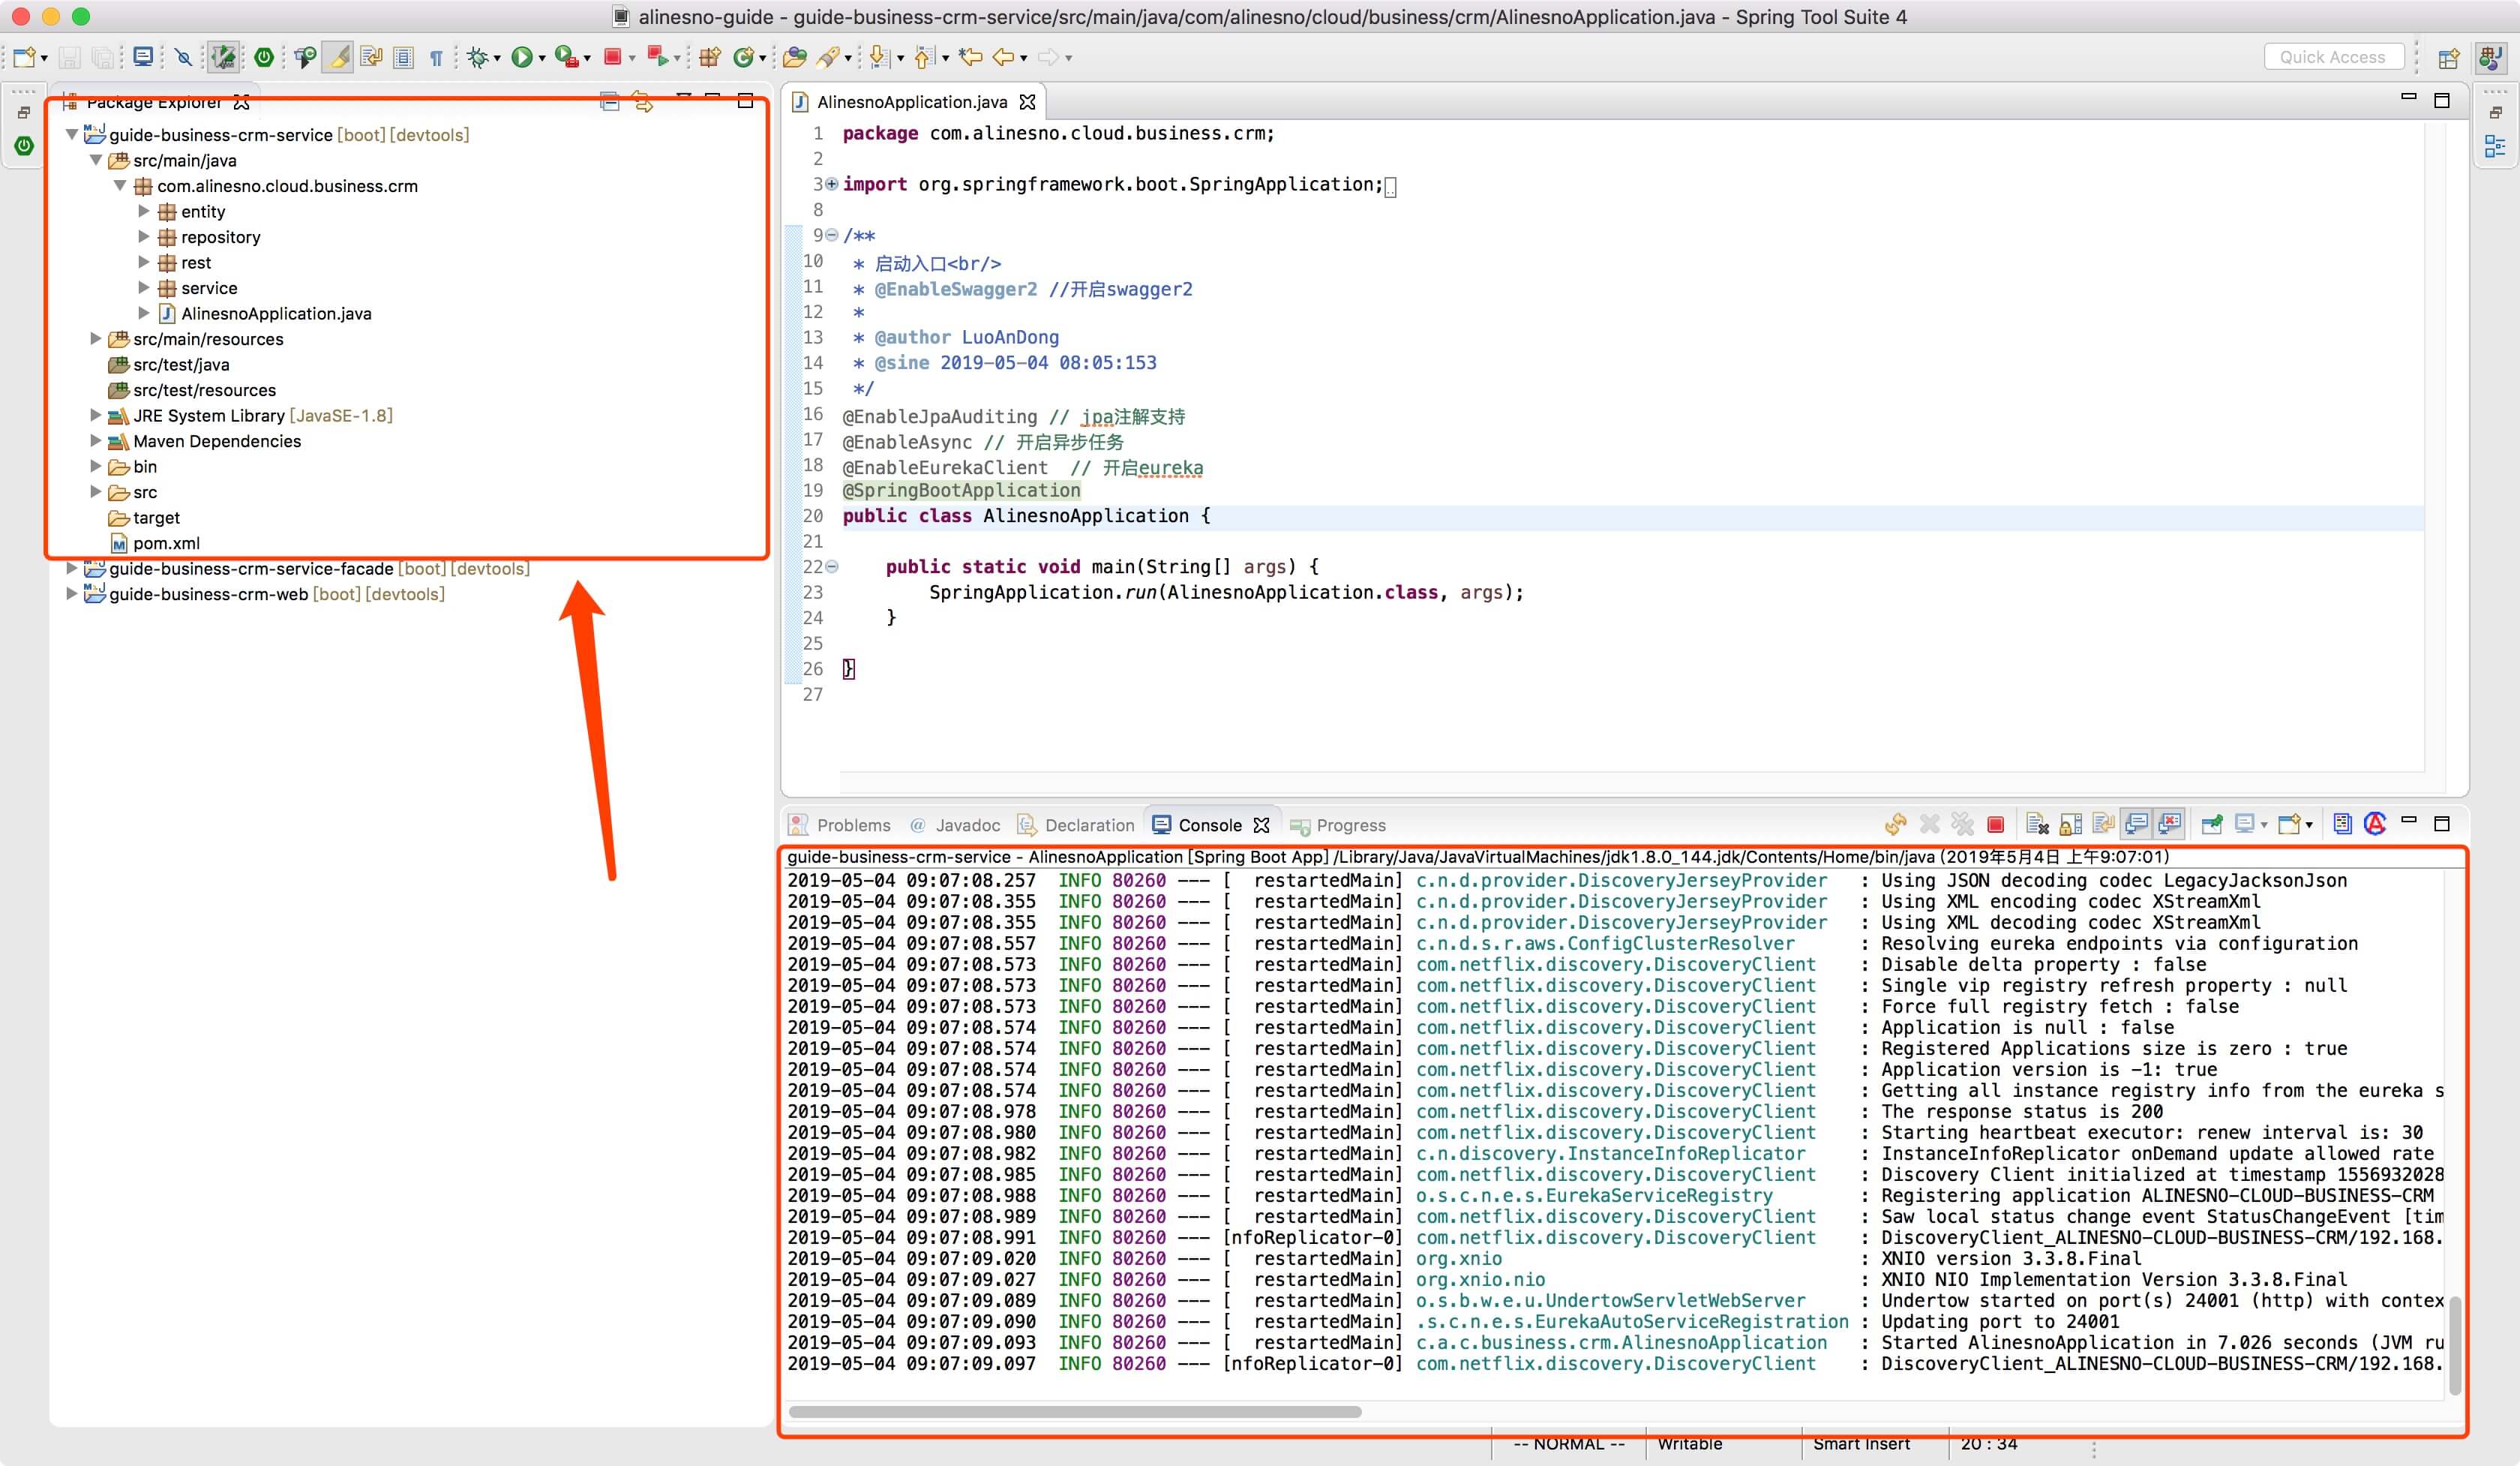 alinesno-guide - guide-business-crm-service/src/main/java/com/alinesno/cloud/business/crm/AlinesnoApplication.java - Spring Tool Suite 4
Quick Access
Package Explorer
guide-business-crm-service [boot] [devtools]
src/main/java
com.alinesno.cloud.business.crm
entity
repository
rest
service
AlinesnoApplication.java
src/main/resources
src/test/java
src/test/resources
JRE System Library [JavaSE-1.8]
Maven Dependencies
bin
src
target
pom.xml
guide-business-crm-service-facade [boot] [devtools]
guide-business-crm-web [boot] [devtools]
AlinesnoApplication.java
1 package com.alinesno.cloud.business.crm;
2
3 import org.springframework.boot.SpringApplication;
8
9 /**
10 * 启动入口<br/>
11 * @EnableSwagger2 //开启swagger2
12 *
13 * @author LuoAnDong
14 * @sine 2019-05-04 08:05:153
15 */
16 @EnableJpaAuditing // jpa注解支持
17 @EnableAsync // 开启异步任务
18 @EnableEurekaClient // 开启eureka
19 @SpringBootApplication
20 public class AlinesnoApplication {
21
22 public static void main(String[] args) {
23 SpringApplication.run(AlinesnoApplication.class, args);
24 }
25
26 }
27
Problems Javadoc Declaration Console Progress
guide-business-crm-service - AlinesnoApplication [Spring Boot App] /Library/Java/JavaVirtualMachines/jdk1.8.0_144.jdk/Contents/Home/bin/java (2019年5月4日 上午9:07:01)
2019-05-04 09:07:08.257 INFO 80260 --- [ restartedMain] c.n.d.provider.DiscoveryJerseyProvider : Using JSON decoding codec LegacyJacksonJson
2019-05-04 09:07:08.355 INFO 80260 --- [ restartedMain] c.n.d.provider.DiscoveryJerseyProvider : Using XML encoding codec XStreamXml
2019-05-04 09:07:08.355 INFO 80260 --- [ restartedMain] c.n.d.provider.DiscoveryJerseyProvider : Using XML decoding codec XStreamXml
2019-05-04 09:07:08.557 INFO 80260 --- [ restartedMain] c.n.d.s.r.aws.ConfigClusterResolver : Resolving eureka endpoints via configuration
2019-05-04 09:07:08.573 INFO 80260 --- [ restartedMain] com.netflix.discovery.DiscoveryClient : Disable delta property : false
2019-05-04 09:07:08.573 INFO 80260 --- [ restartedMain] com.netflix.discovery.DiscoveryClient : Single vip registry refresh property : null
2019-05-04 09:07:08.573 INFO 80260 --- [ restartedMain] com.netflix.discovery.DiscoveryClient : Force full registry fetch : false
2019-05-04 09:07:08.574 INFO 80260 --- [ restartedMain] com.netflix.discovery.DiscoveryClient : Application is null : false
2019-05-04 09:07:08.574 INFO 80260 --- [ restartedMain] com.netflix.discovery.DiscoveryClient : Registered Applications size is zero : true
2019-05-04 09:07:08.574 INFO 80260 --- [ restartedMain] com.netflix.discovery.DiscoveryClient : Application version is -1: true
2019-05-04 09:07:08.574 INFO 80260 --- [ restartedMain] com.netflix.discovery.DiscoveryClient : Getting all instance registry info from the eureka s
2019-05-04 09:07:08.978 INFO 80260 --- [ restartedMain] com.netflix.discovery.DiscoveryClient : The response status is 200
2019-05-04 09:07:08.980 INFO 80260 --- [ restartedMain] com.netflix.discovery.DiscoveryClient : Starting heartbeat executor: renew interval is: 30
2019-05-04 09:07:08.982 INFO 80260 --- [ restartedMain] c.n.discovery.InstanceInfoReplicator : InstanceInfoReplicator onDemand update allowed rate
2019-05-04 09:07:08.985 INFO 80260 --- [ restartedMain] com.netflix.discovery.DiscoveryClient : Discovery Client initialized at timestamp 1556932028
2019-05-04 09:07:08.988 INFO 80260 --- [ restartedMain] o.s.c.n.e.s.EurekaServiceRegistry : Registering application ALINESNO-CLOUD-BUSINESS-CRM
2019-05-04 09:07:08.989 INFO 80260 --- [ restartedMain] com.netflix.discovery.DiscoveryClient : Saw local status change event StatusChangeEvent [tim
2019-05-04 09:07:08.991 INFO 80260 --- [nfoReplicator-0] com.netflix.discovery.DiscoveryClient : DiscoveryClient_ALINESNO-CLOUD-BUSINESS-CRM/192.168.
2019-05-04 09:07:09.020 INFO 80260 --- [ restartedMain] org.xnio : XNIO version 3.3.8.Final
2019-05-04 09:07:09.027 INFO 80260 --- [ restartedMain] org.xnio.nio : XNIO NIO Implementation Version 3.3.8.Final
2019-05-04 09:07:09.089 INFO 80260 --- [ restartedMain] o.s.b.w.e.u.UndertowServletWebServer : Undertow started on port(s) 24001 (http) with contex
2019-05-04 09:07:09.090 INFO 80260 --- [ restartedMain] .s.c.n.e.s.EurekaAutoServiceRegistration : Updating port to 24001
2019-05-04 09:07:09.093 INFO 80260 --- [ restartedMain] c.a.c.business.crm.AlinesnoApplication : Started AlinesnoApplication in 7.026 seconds (JVM ru
2019-05-04 09:07:09.097 INFO 80260 --- [nfoReplicator-0] com.netflix.discovery.DiscoveryClient : DiscoveryClient_ALINESNO-CLOUD-BUSINESS-CRM/192.168.
-- NORMAL -- Writable Smart Insert 20 : 34